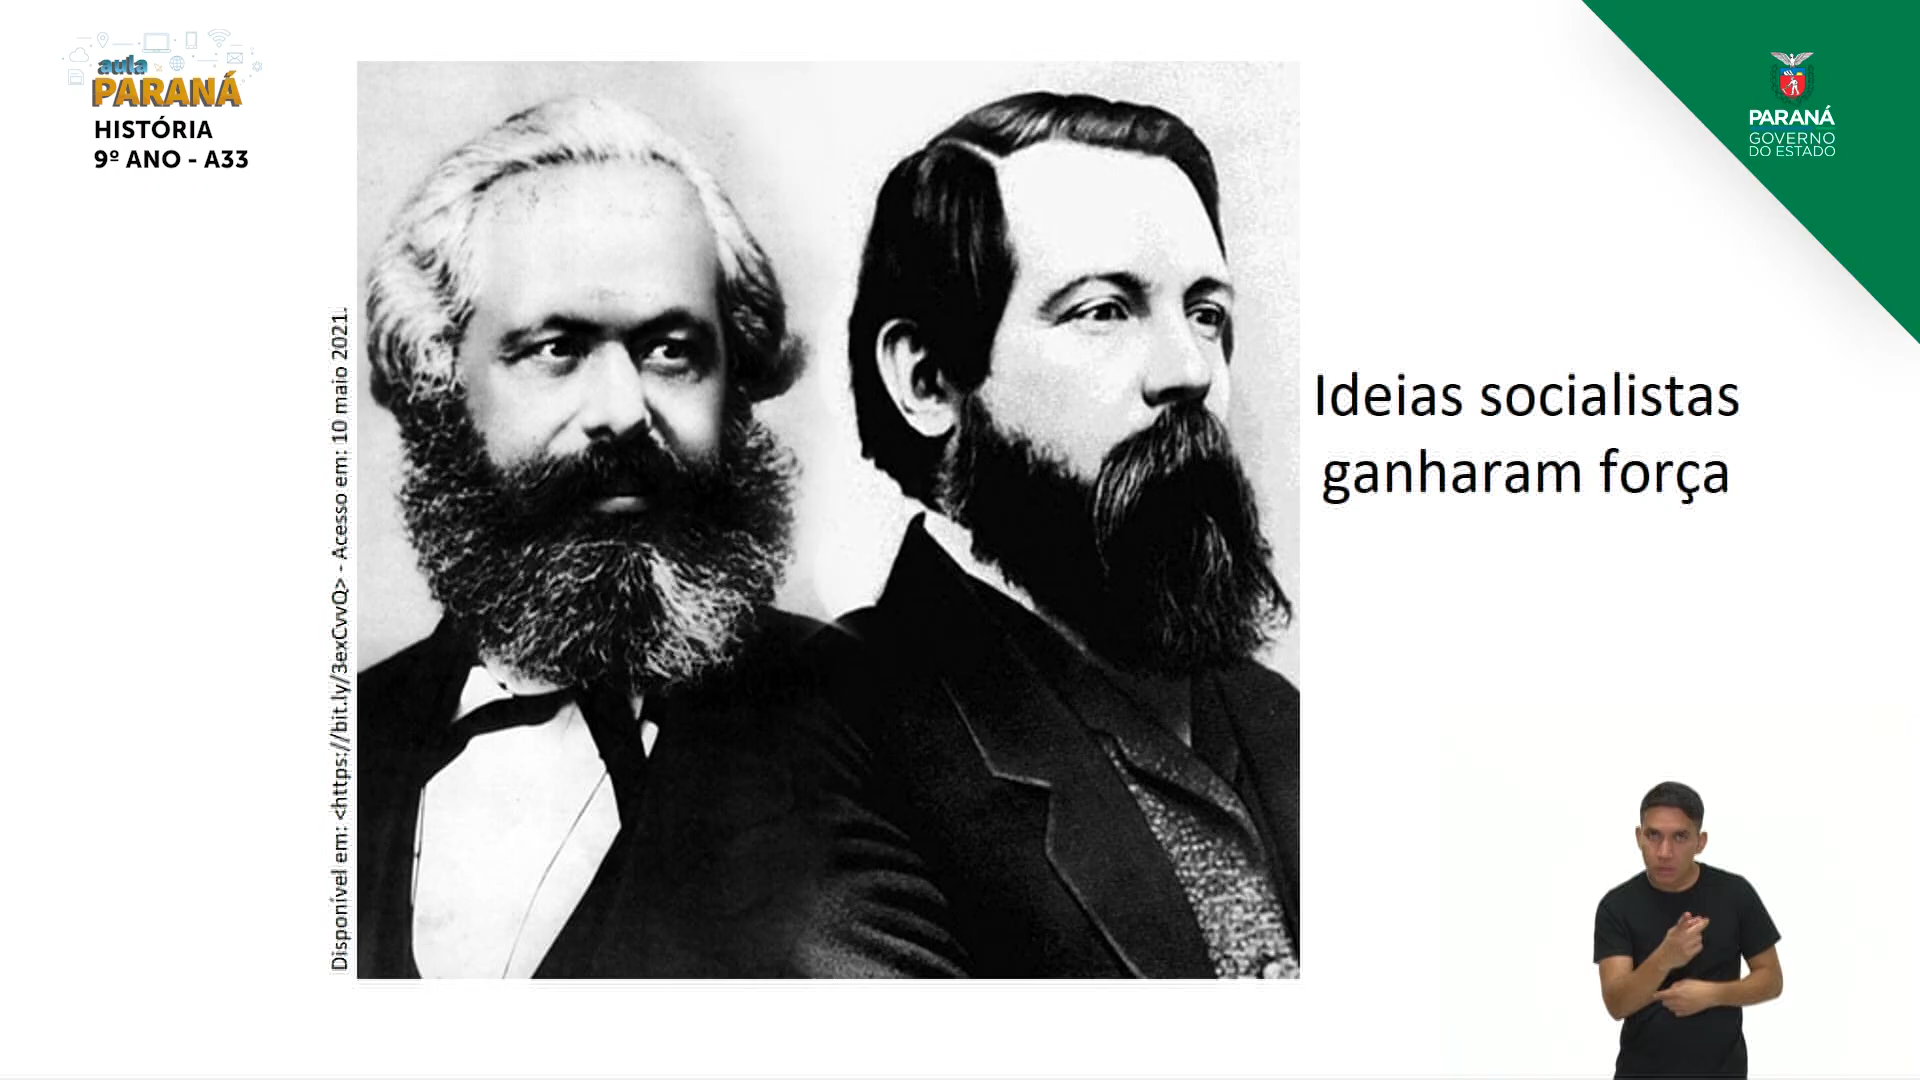 aula
PARANÁ
HISTÓRIA
9º ANO - A33
Disponível em: <https://bit.ly/3exCvvQ> - Acesso em: 10 maio 2021.
Ideias socialistas
ganharam força
PARANÁ
GOVERNO
DO ESTADO